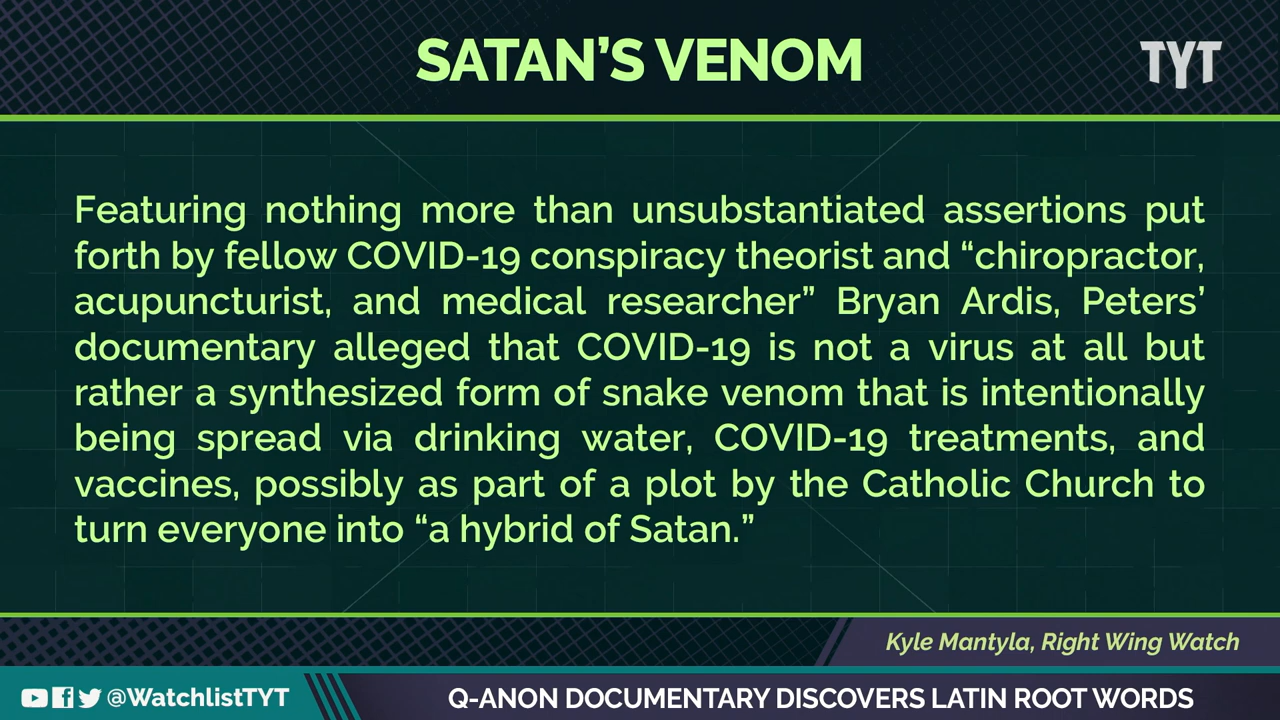 SATAN'S VENOM
TYT
Featuring nothing more than unsubstantiated assertions put
forth by fellow COVID-19 conspiracy theorist and “chiropractor,
acupuncturist, and medical researcher” Bryan Ardis, Peters’
documentary alleged that COVID-19 is not a virus at all but
rather a synthesized form of snake venom that is intentionally
being spread via drinking water, COVID-19 treatments, and
vaccines, possibly as part of a plot by the Catholic Church to
turn everyone into “a hybrid of Satan.”
Kyle Mantyla, Right Wing Watch
@WatchlistTYT
Q-ANON DOCUMENTARY DISCOVERS LATIN ROOT WORDS